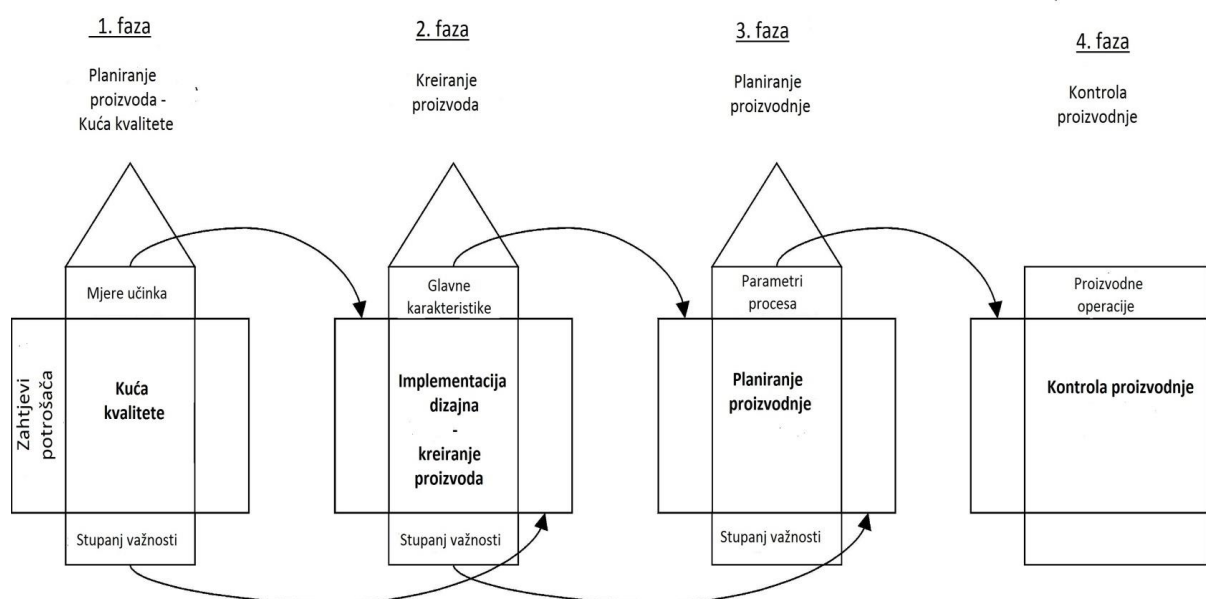 1. faza
Planiranje
proizvoda -
Kuća kvalitete
2. faza
Kreiranje
proizvoda
3. faza
Planiranje
proizvodnje
4. faza
Kontrola
proizvodnje
Mjere učinka
Zahtjevi
potrošača
Kuća
kvalitete
Stupanj važnosti
Glavne
karakteristike
Implementacija
dizajna
-
kreiranje
proizvoda
Stupanj važnosti
Parametri
procesa
Planiranje
proizvodnje
Stupanj važnosti
Proizvodne
operacije
Kontrola proizvodnje